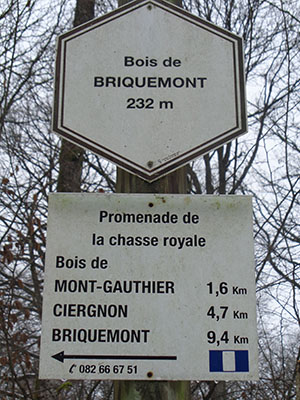 Bois de
BRIQUEMONT
232 m
Promenade de
la chasse royale
Bois de
MONT-GAUTHIER 1,6 Km
CIERGNON 4,7 Km
BRIQUEMONT 9,4 Km
✆ 082 66 67 51